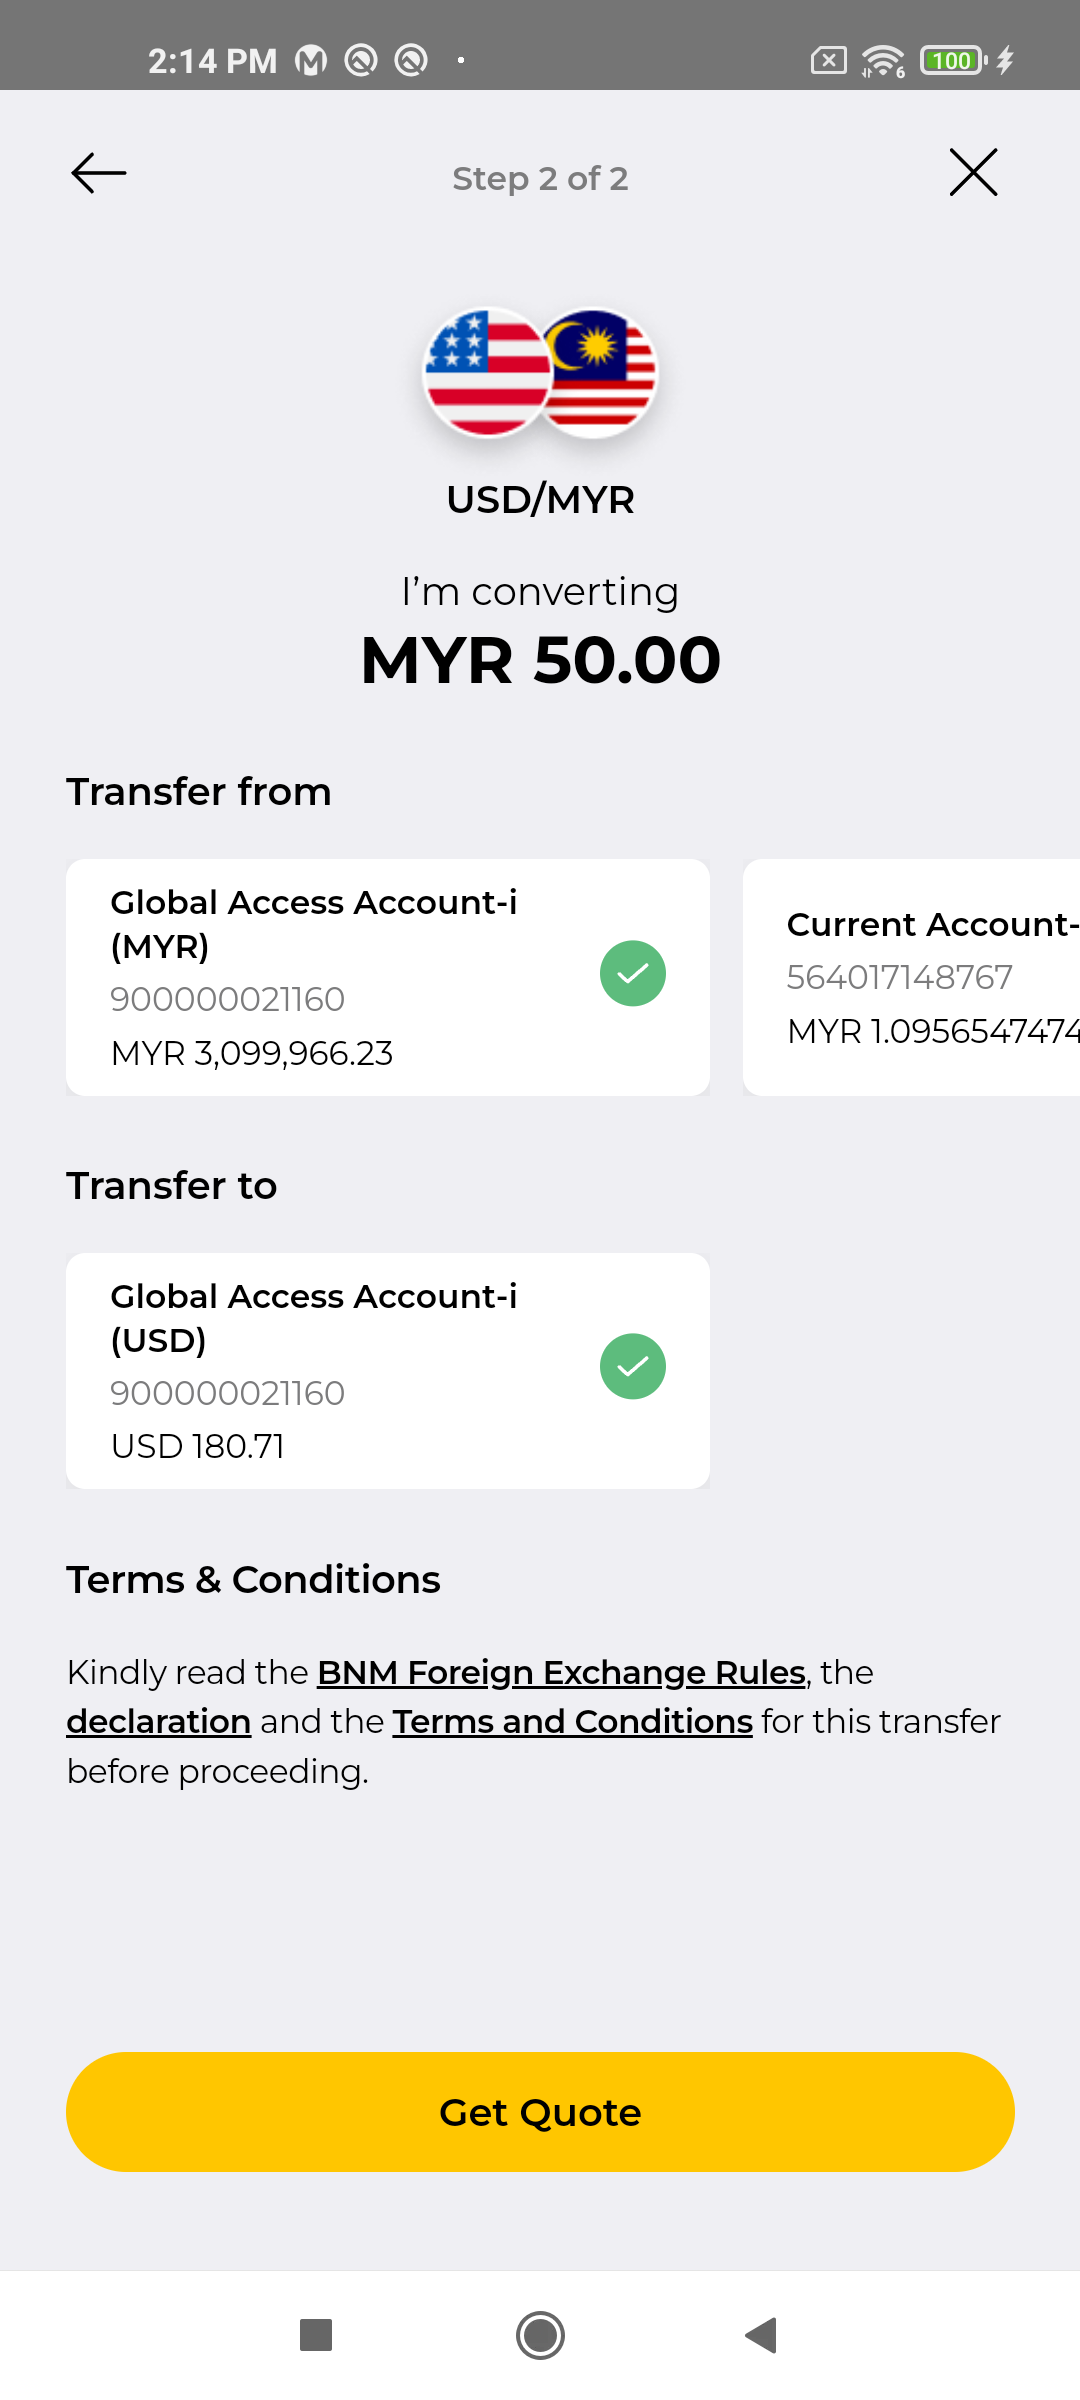 2:14 PM
6
100
Step 2 of 2
USD/MYR
I’m converting
MYR 50.00
Transfer from
Global Access Account-i
(MYR)
900000021160
MYR 3,099,966.23
Current Account-
564017148767
MYR 1.0956547474
Transfer to
Global Access Account-i
(USD)
900000021160
USD 180.71
Terms & Conditions
Kindly read the BNM Foreign Exchange Rules, the
declaration and the Terms and Conditions for this transfer
before proceeding.
Get Quote